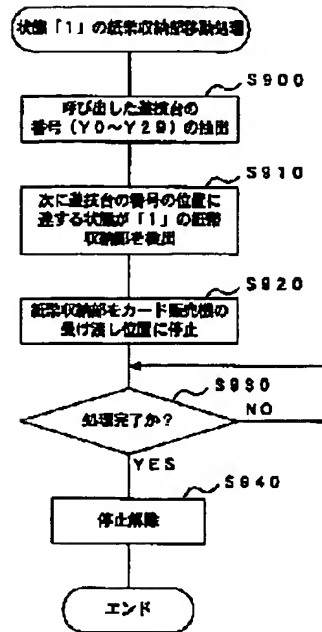 状態「1」の紙葉収納部移動処理
S900
呼び出した遊技台の
番号(Y0～Y29)の抽出
S910
次に遊技台の番号の位置に
達する状態が「1」の紙葉
収納部を検出
S920
紙葉収納部をカード販売機の
受け渡し位置に停止
S930
処理完了か?
NO
YES
S940
停止解除
エンド